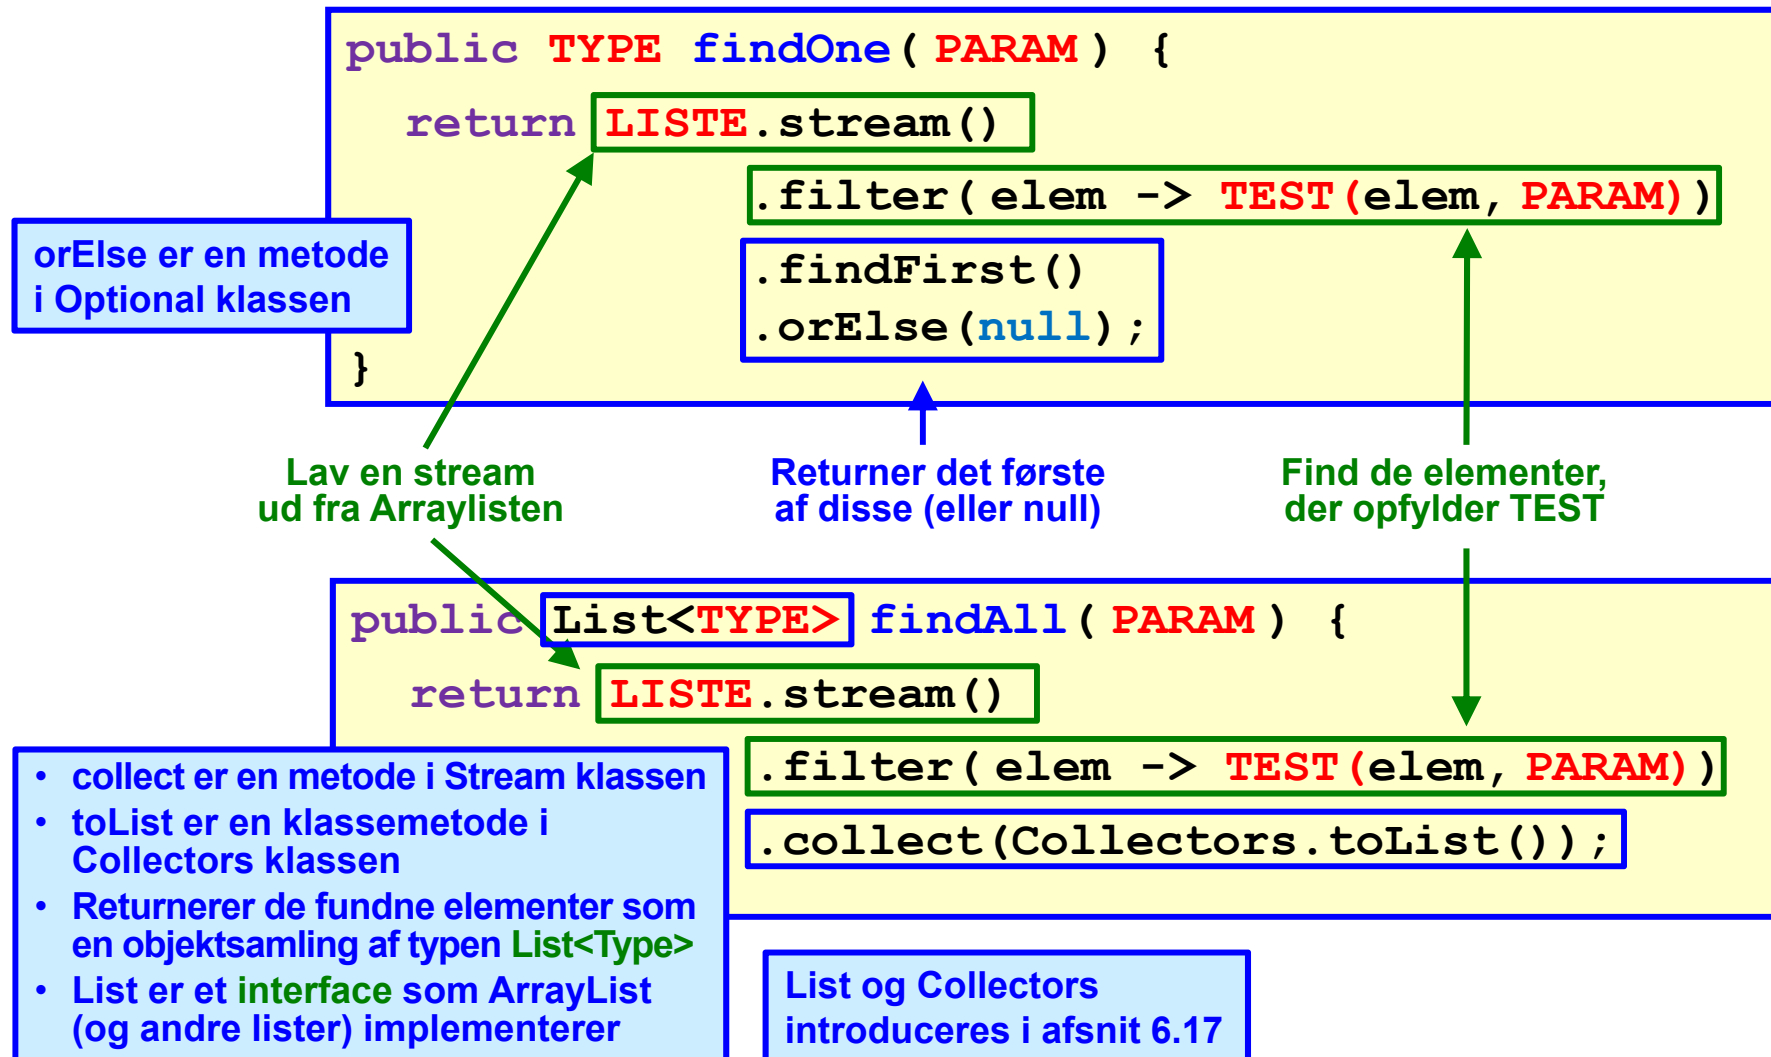 public TYPE findOne( PARAM ) {
return LISTE.stream()
.filter( elem -> TEST(elem, PARAM))
.findFirst()
.orElse(null);
}
orElse er en metode
i Optional klassen
Lav en stream
ud fra Arraylisten
Returner det første
af disse (eller null)
Find de elementer,
der opfylder TEST
public List<TYPE> findAll( PARAM ) {
return LISTE.stream()
.filter( elem -> TEST(elem, PARAM))
.collect(Collectors.toList());
• collect er en metode i Stream klassen
• toList er en klassemetode i
Collectors klassen
• Returnerer de fundne elementer som
en objektsamling af typen List<Type>
• List er et interface som ArrayList
(og andre lister) implementerer
List og Collectors
introduceres i afsnit 6.17